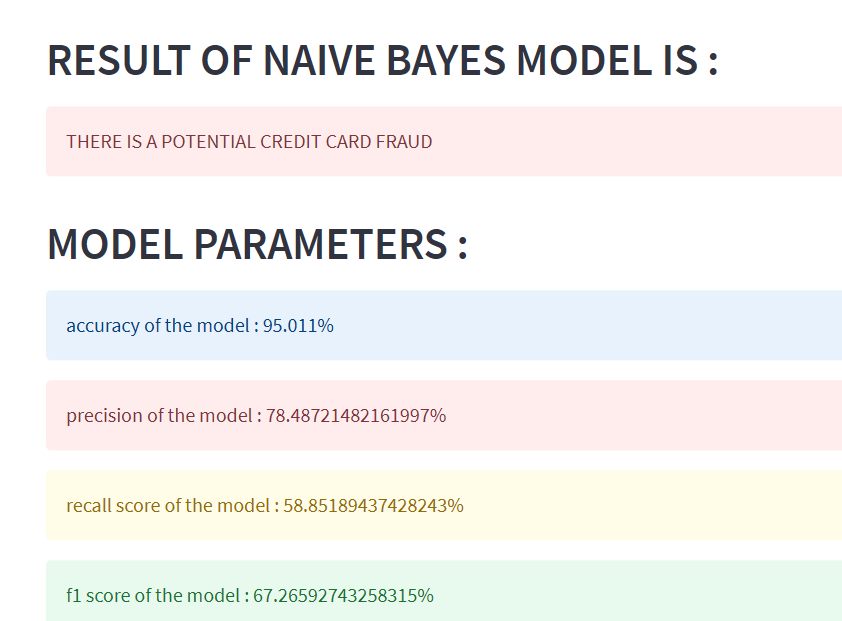 RESULT OF NAIVE BAYES MODEL IS :
THERE IS A POTENTIAL CREDIT CARD FRAUD
MODEL PARAMETERS :
accuracy of the model : 95.011%
precision of the model : 78.48721482161997%
recall score of the model : 58.85189437428243%
f1 score of the model : 67.26592743258315%